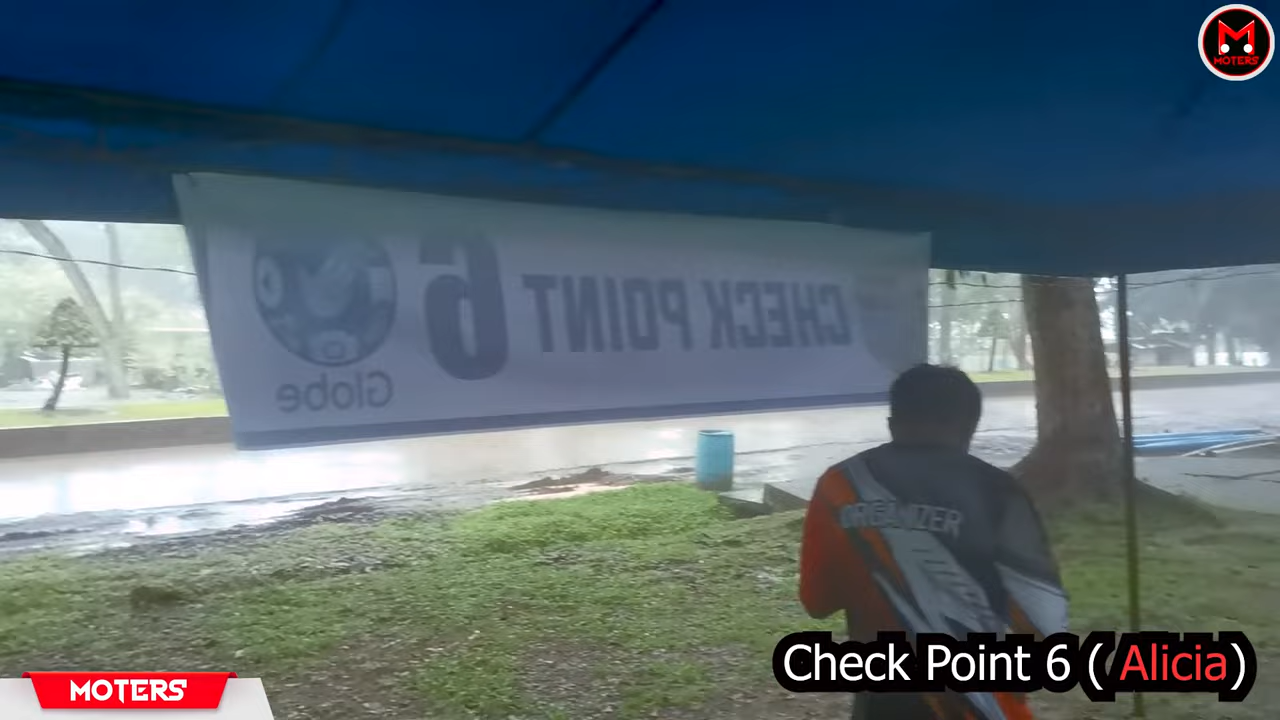 MOTERS
CHECK POINT 6
Globe
ORGANIZER
Check Point 6 ( Alicia)
MOTERS